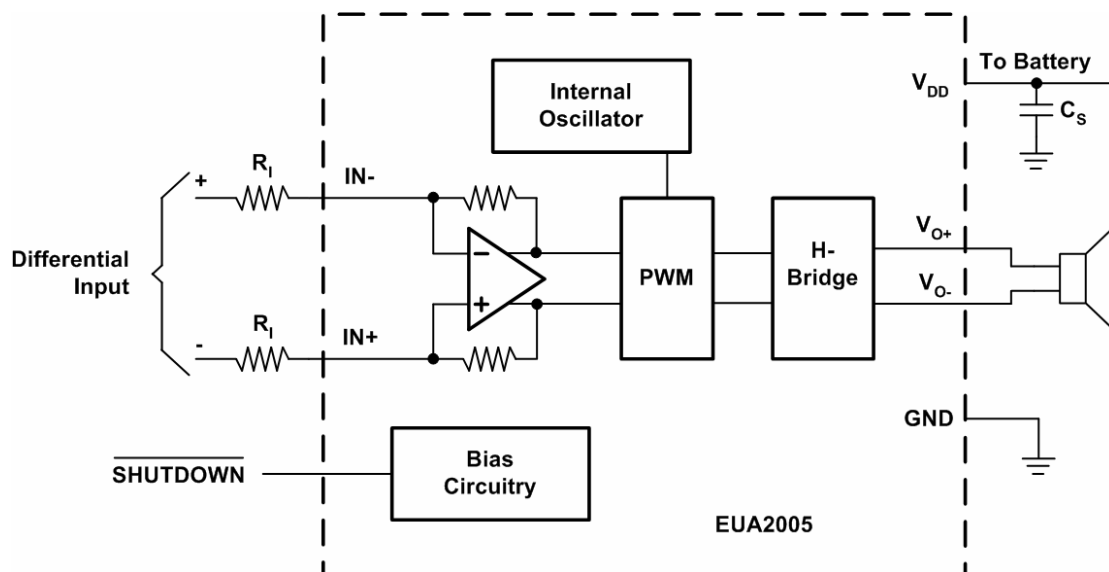 To Battery
V_DD
C_S
Internal
Oscillator
R_I
IN-
+
Differential
Input
−
+
PWM
H-
Bridge
V_O+
V_O-
-
R_I
IN+
GND
SHUTDOWN
Bias
Circuitry
EUA2005